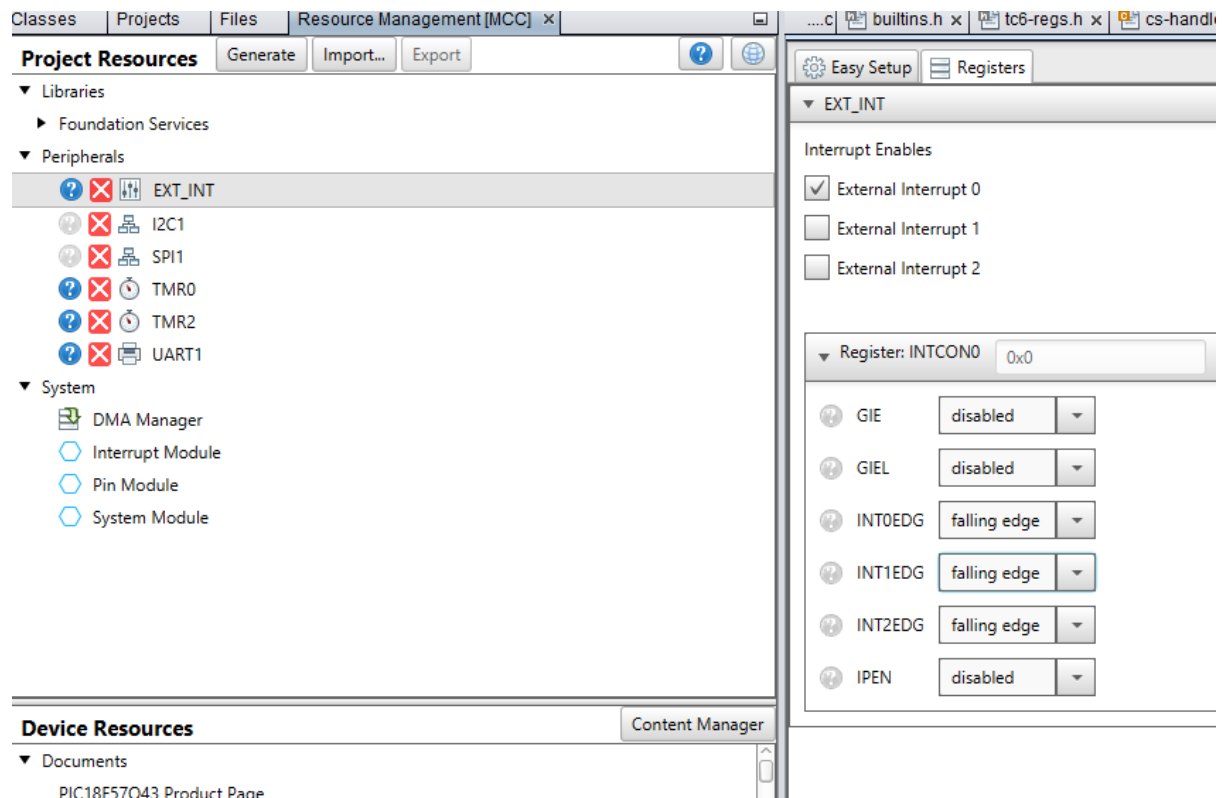 Classes Projects Files Resource Management [MCC] ×
Project Resources Generate Import... Export
Libraries
Foundation Services
Peripherals
EXT_INT
I2C1
SPI1
TMR0
TMR2
UART1
System
DMA Manager
Interrupt Module
Pin Module
System Module
Device Resources Content Manager
Documents
PIC18F57Q43 Product Page
....c builtins.h × tc6-regs.h × cs-handle
Easy Setup Registers
EXT_INT
Interrupt Enables
External Interrupt 0
External Interrupt 1
External Interrupt 2
Register: INTCON0 0x0
GIE disabled
GIEL disabled
INT0EDG falling edge
INT1EDG falling edge
INT2EDG falling edge
IPEN disabled